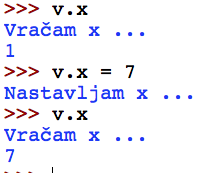 >>> v.x
Vračam x ...
1
>>> v.x = 7
Nastavljam x ...
>>> v.x
Vračam x ...
7